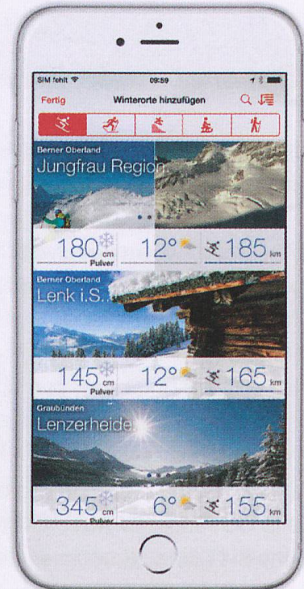 SIM fehlt 09:59
Fertig Winterorte hinzufügen
Berner Oberland
Jungfrau Region
180 cm 12° 185 km
Pulver
Berner Oberland
Lenk i.S.
145 cm 12° 165 km
Pulver
Graubünden
Lenzerheide
345 cm 6° 155 km
Pulver